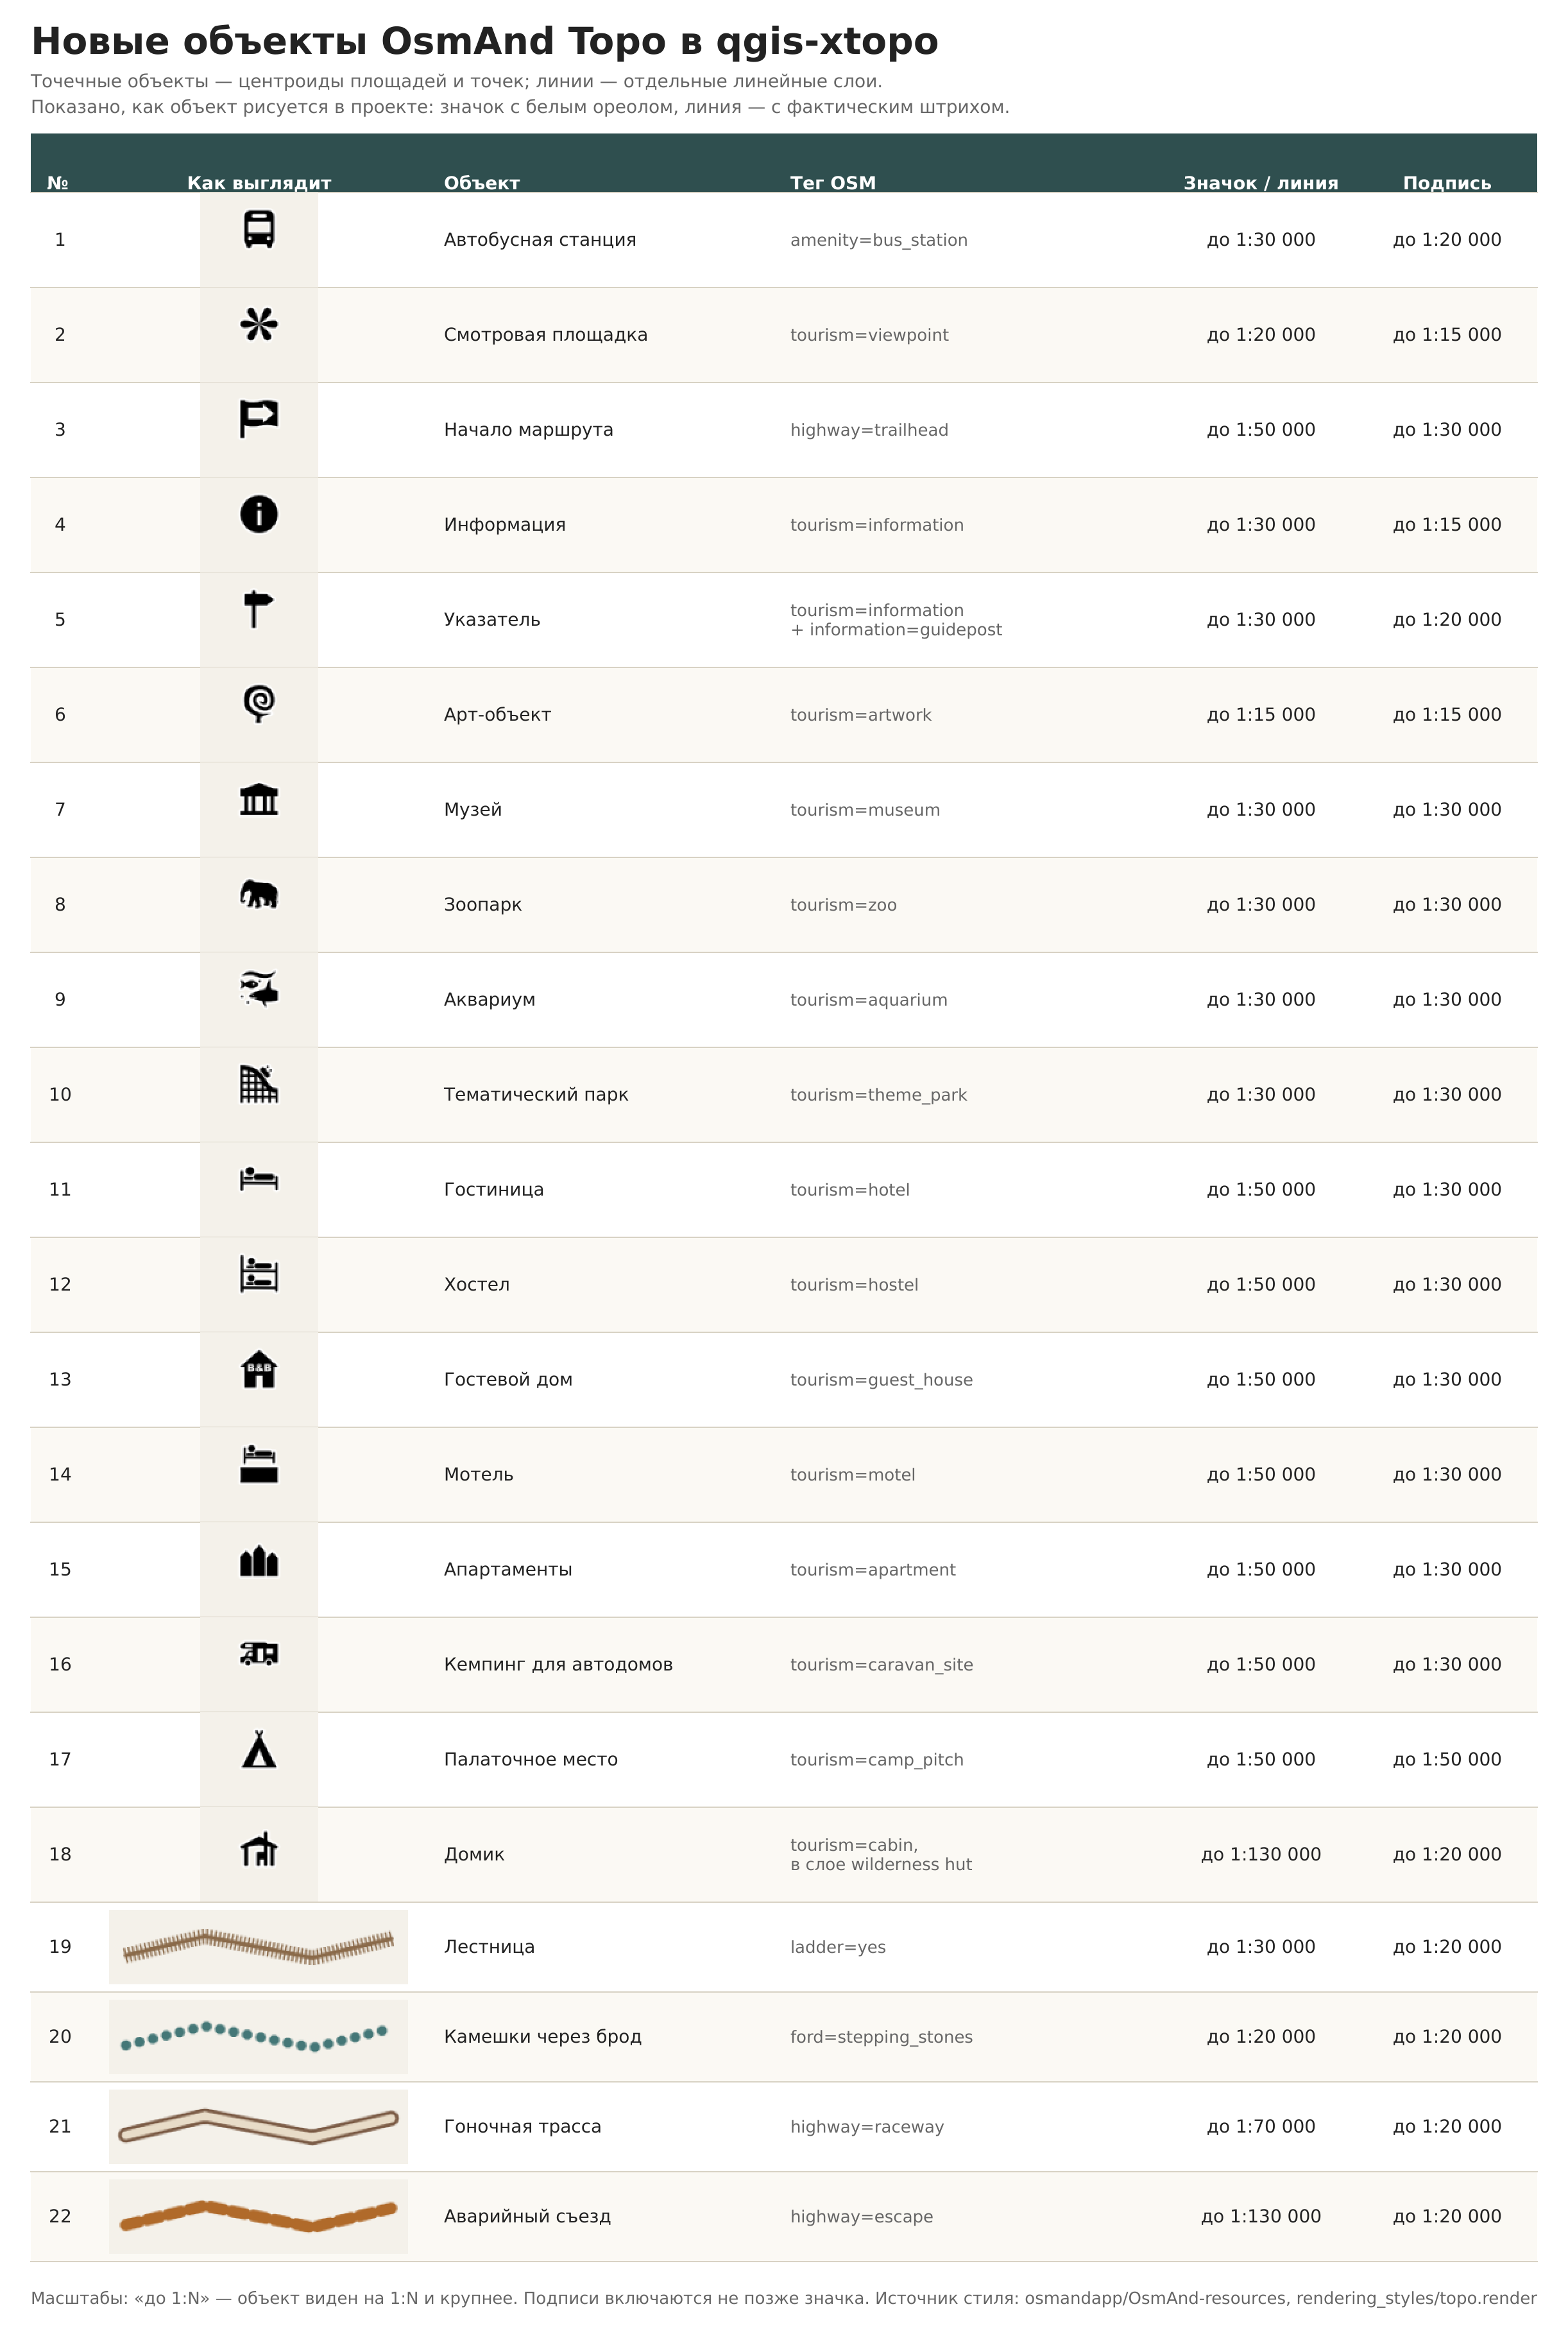 Новые объекты OsmAnd Topo в qgis-xtopo
Точечные объекты — центроиды площадей и точек; линии — отдельные линейные слои.
Показано, как объект рисуется в проекте: значок с белым ореолом, линия — с фактическим штрихом.
№ Как выглядит Объект Тег OSM Значок / линия Подпись
1 Автобусная станция amenity=bus_station до 1:30 000 до 1:20 000
2 Смотровая площадка tourism=viewpoint до 1:20 000 до 1:15 000
3 Начало маршрута highway=trailhead до 1:50 000 до 1:30 000
4 Информация tourism=information до 1:30 000 до 1:15 000
5 Указатель tourism=information
+ information=guidepost до 1:30 000 до 1:20 000
6 Арт-объект tourism=artwork до 1:15 000 до 1:15 000
7 Музей tourism=museum до 1:30 000 до 1:30 000
8 Зоопарк tourism=zoo до 1:30 000 до 1:30 000
9 Аквариум tourism=aquarium до 1:30 000 до 1:30 000
10 Тематический парк tourism=theme_park до 1:30 000 до 1:30 000
11 Гостиница tourism=hotel до 1:50 000 до 1:30 000
12 Хостел tourism=hostel до 1:50 000 до 1:30 000
13 B&B Гостевой дом tourism=guest_house до 1:50 000 до 1:30 000
14 Мотель tourism=motel до 1:50 000 до 1:30 000
15 Апартаменты tourism=apartment до 1:50 000 до 1:30 000
16 Кемпинг для автодомов tourism=caravan_site до 1:50 000 до 1:30 000
17 Палаточное место tourism=camp_pitch до 1:50 000 до 1:50 000
18 Домик tourism=cabin,
в слое wilderness hut до 1:130 000 до 1:20 000
19 Лестница ladder=yes до 1:30 000 до 1:20 000
20 Камешки через брод ford=stepping_stones до 1:20 000 до 1:20 000
21 Гоночная трасса highway=raceway до 1:70 000 до 1:20 000
22 Аварийный съезд highway=escape до 1:130 000 до 1:20 000
Масштабы: «до 1:N» — объект виден на 1:N и крупнее. Подписи включаются не позже значка. Источник стиля: osmandapp/OsmAnd-resources, rendering_styles/topo.render